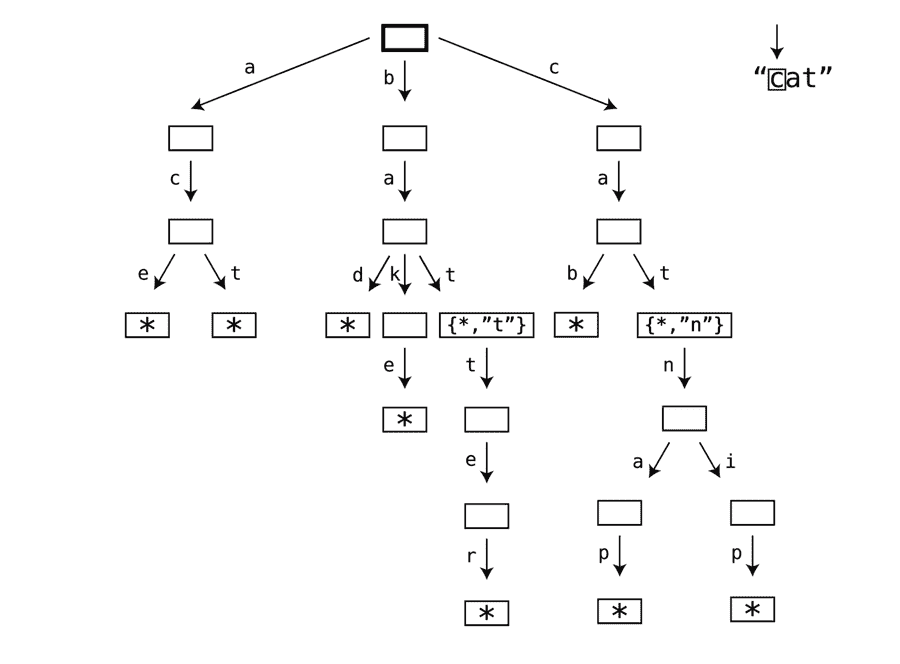 a b c
“cat”
c a a
e t d k t b t
* * * {*,”t”} * {*,”n”}
e t n
*
e a i
r p p
* * *